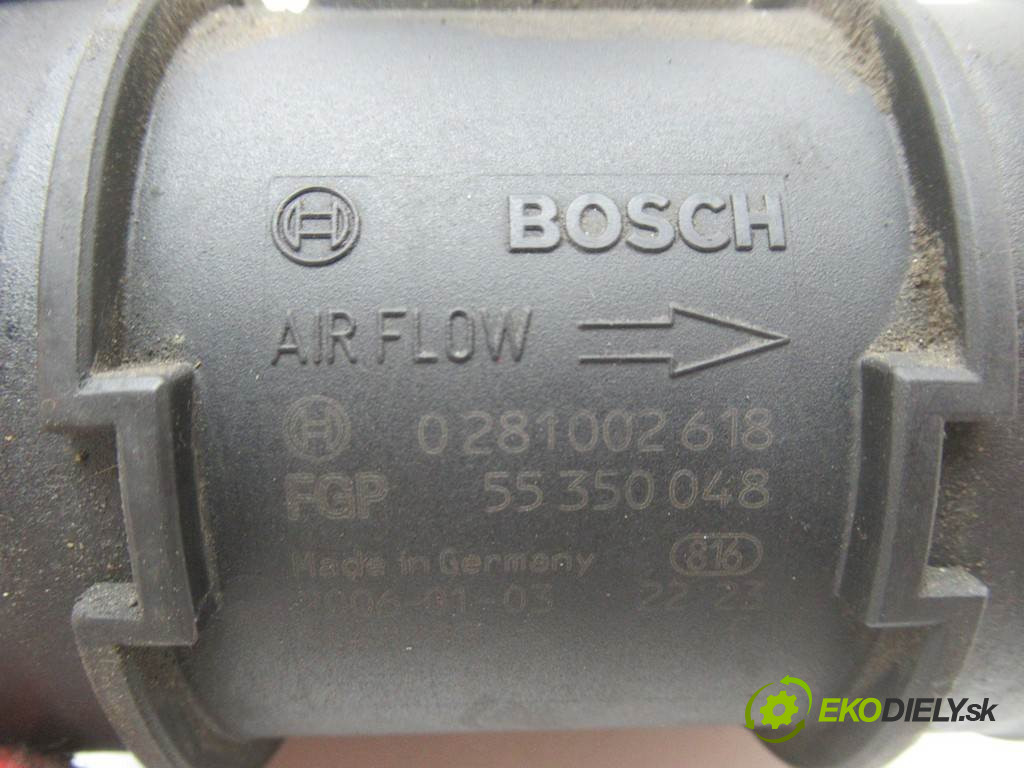 BOSCH
AIR FLOW
0 281 002 618
FGP 55 350 048
Made in Germany 816
2006-01-03 22 23
EKODIELY.sk